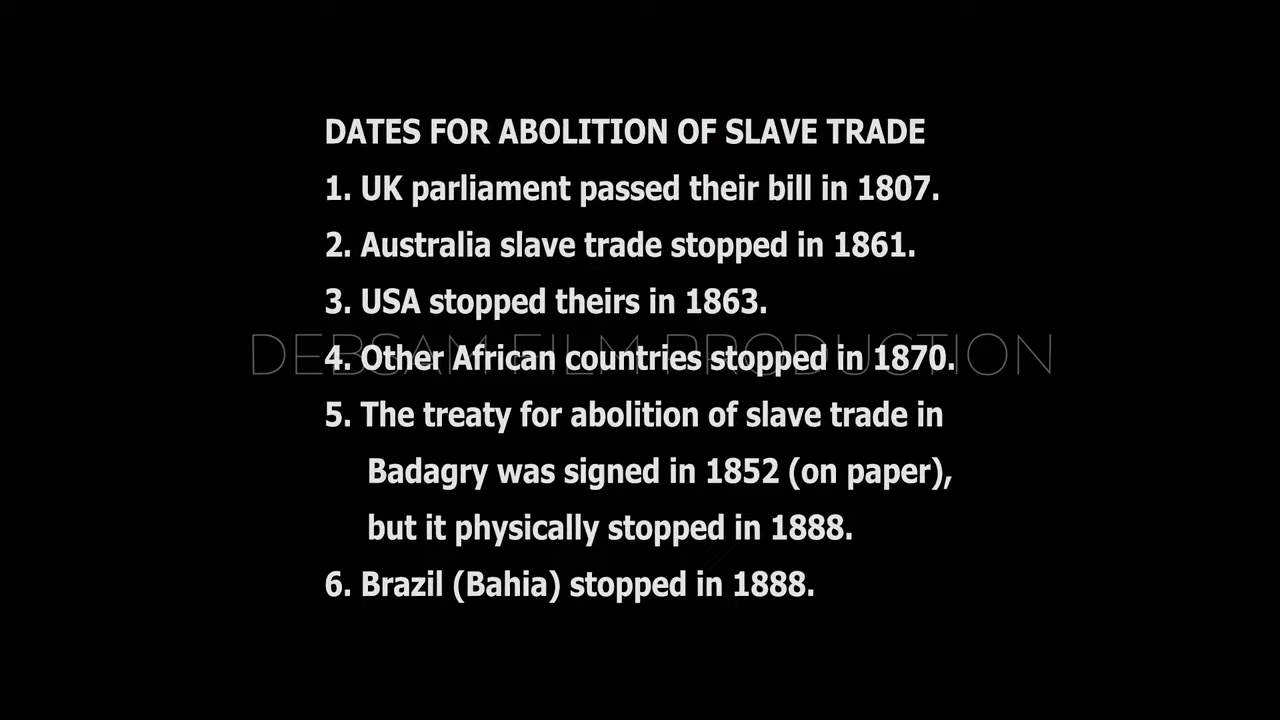 DATES FOR ABOLITION OF SLAVE TRADE
1. UK parliament passed their bill in 1807.
2. Australia slave trade stopped in 1861.
3. USA stopped theirs in 1863.
DEBSAM FILM PRODUCTION
4. Other African countries stopped in 1870.
5. The treaty for abolition of slave trade in
Badagry was signed in 1852 (on paper),
but it physically stopped in 1888.
6. Brazil (Bahia) stopped in 1888.